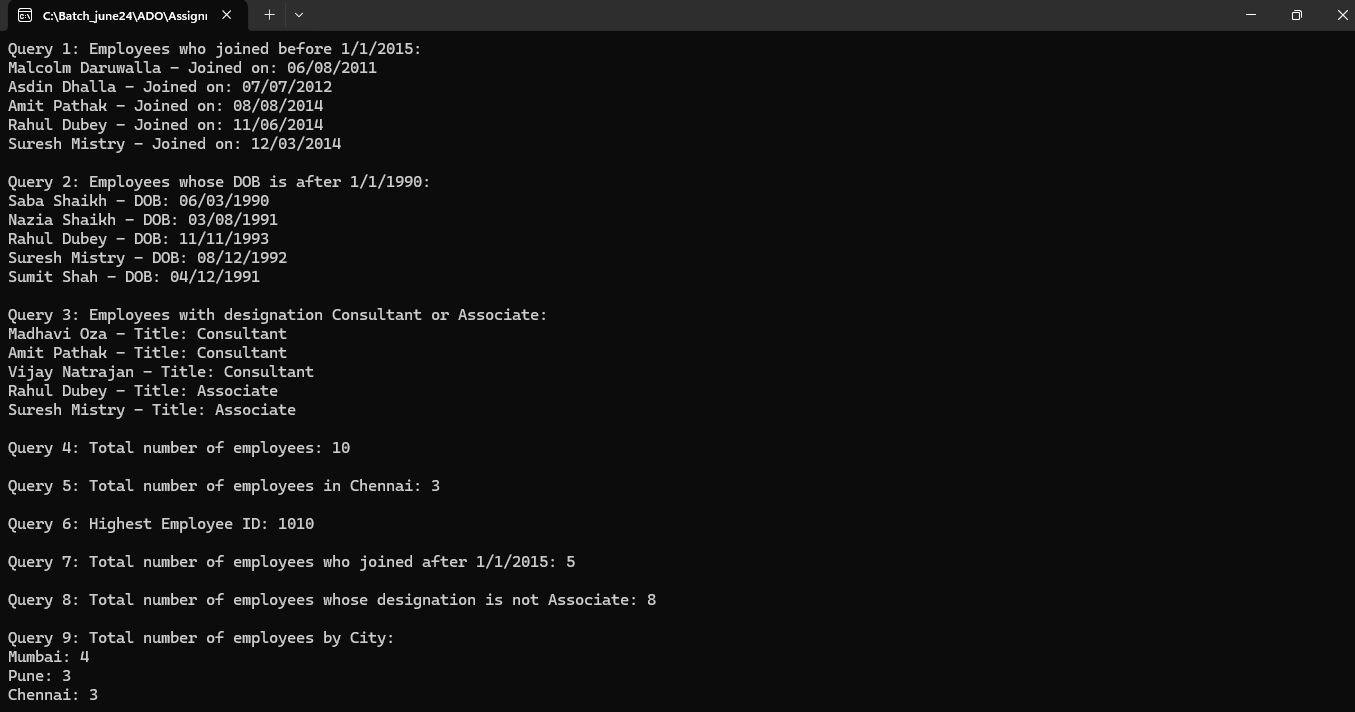 C:\Batch_june24\ADO\Assignr
Query 1: Employees who joined before 1/1/2015:
Malcolm Daruwalla - Joined on: 06/08/2011
Asdin Dhalla - Joined on: 07/07/2012
Amit Pathak - Joined on: 08/08/2014
Rahul Dubey - Joined on: 11/06/2014
Suresh Mistry - Joined on: 12/03/2014
Query 2: Employees whose DOB is after 1/1/1990:
Saba Shaikh - DOB: 06/03/1990
Nazia Shaikh - DOB: 03/08/1991
Rahul Dubey - DOB: 11/11/1993
Suresh Mistry - DOB: 08/12/1992
Sumit Shah - DOB: 04/12/1991
Query 3: Employees with designation Consultant or Associate:
Madhavi Oza - Title: Consultant
Amit Pathak - Title: Consultant
Vijay Natrajan - Title: Consultant
Rahul Dubey - Title: Associate
Suresh Mistry - Title: Associate
Query 4: Total number of employees: 10
Query 5: Total number of employees in Chennai: 3
Query 6: Highest Employee ID: 1010
Query 7: Total number of employees who joined after 1/1/2015: 5
Query 8: Total number of employees whose designation is not Associate: 8
Query 9: Total number of employees by City:
Mumbai: 4
Pune: 3
Chennai: 3